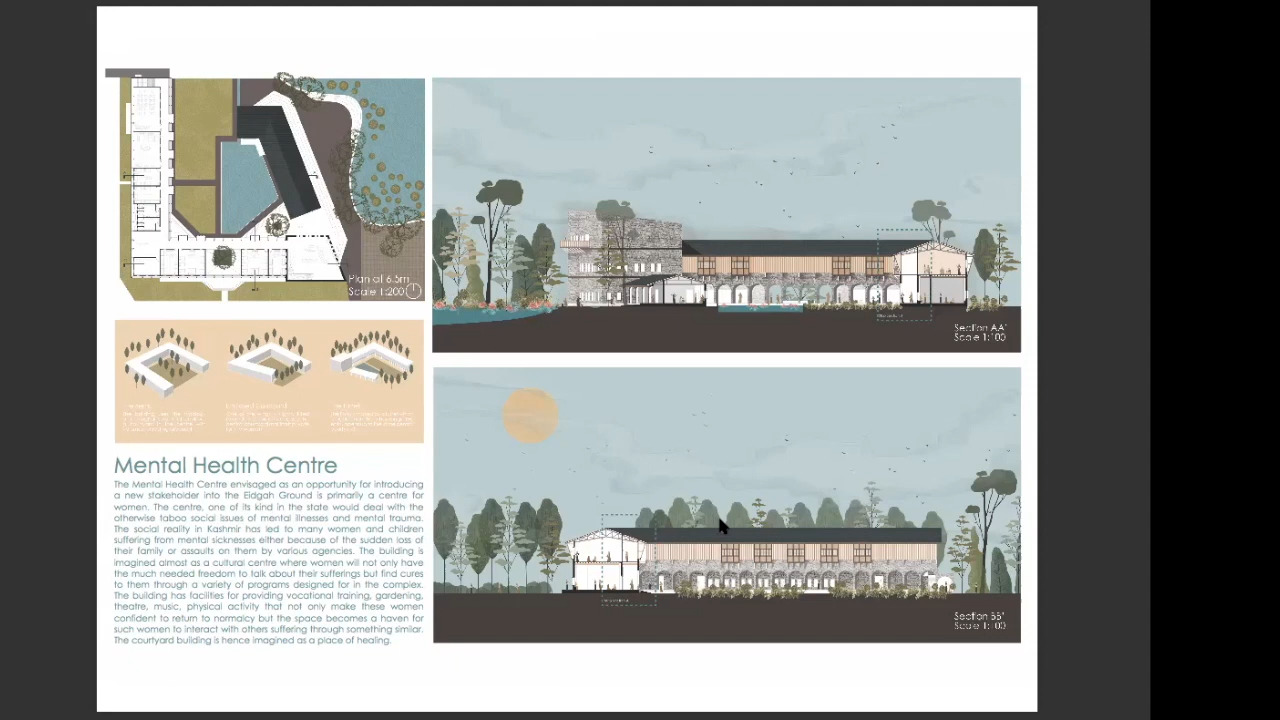 Plan at 6.5m
Scale 1:200
Section AA'
Scale 1:100
Mental Health Centre
The Mental Health Centre envisaged as an opportunity for introducing
a new stakeholder into the Eidgah Ground is primarily a centre for
women. The centre, one of its kind in the state would deal with the
otherwise taboo social issues of mental illnesses and mental trauma.
The social reality in Kashmir has led to many women and children
suffering from mental sicknesses either because of the sudden loss of
their family or assaults on them by various agencies. The building is
imagined almost as a cultural centre where women will not only have
the much needed freedom to talk about their sufferings but find cures
to them through a variety of programs designed for in the complex.
The building has facilities for providing vocational training, gardening,
theatre, music, physical activity that not only make these women
confident to return to normalcy but the space becomes a haven for
such women to interact with others suffering through something similar.
The courtyard building is hence imagined as a place of healing.
Section BB'
Scale 1:100